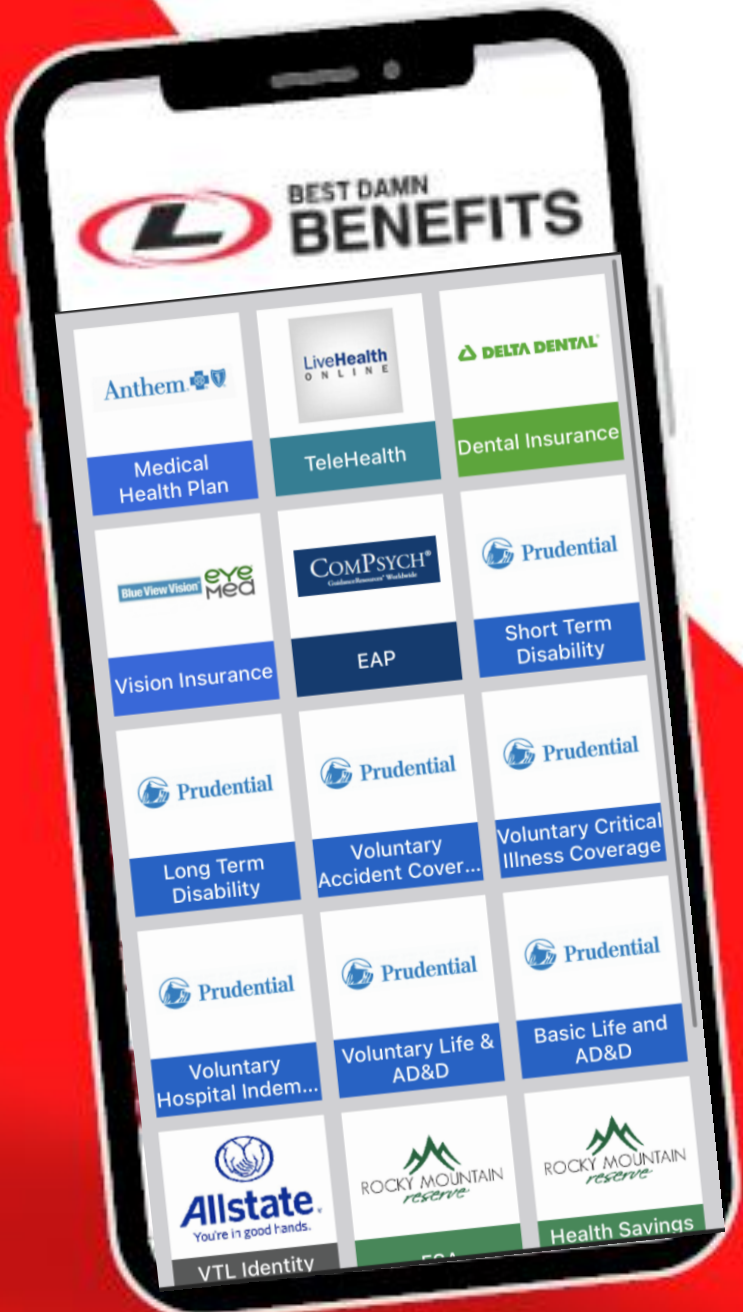 L
BEST DAMN
BENEFITS
Anthem
LiveHealth
ONLINE
DELTA DENTAL®
Medical
Health Plan
TeleHealth
Dental Insurance
Blue View Vision
eye
Med
COMPSYCH®
GuidanceResources® Worldwide
Prudential
Vision Insurance
EAP
Short Term
Disability
Prudential
Prudential
Prudential
Long Term
Disability
Voluntary
Accident Cover...
Voluntary Critical
Illness Coverage
Prudential
Prudential
Prudential
Voluntary
Hospital Indem...
Voluntary Life &
AD&D
Basic Life and
AD&D
Allstate
You're in good hands.
ROCKY MOUNTAIN
reserve
ROCKY MOUNTAIN
reserve
VTL Identity
Health Savings